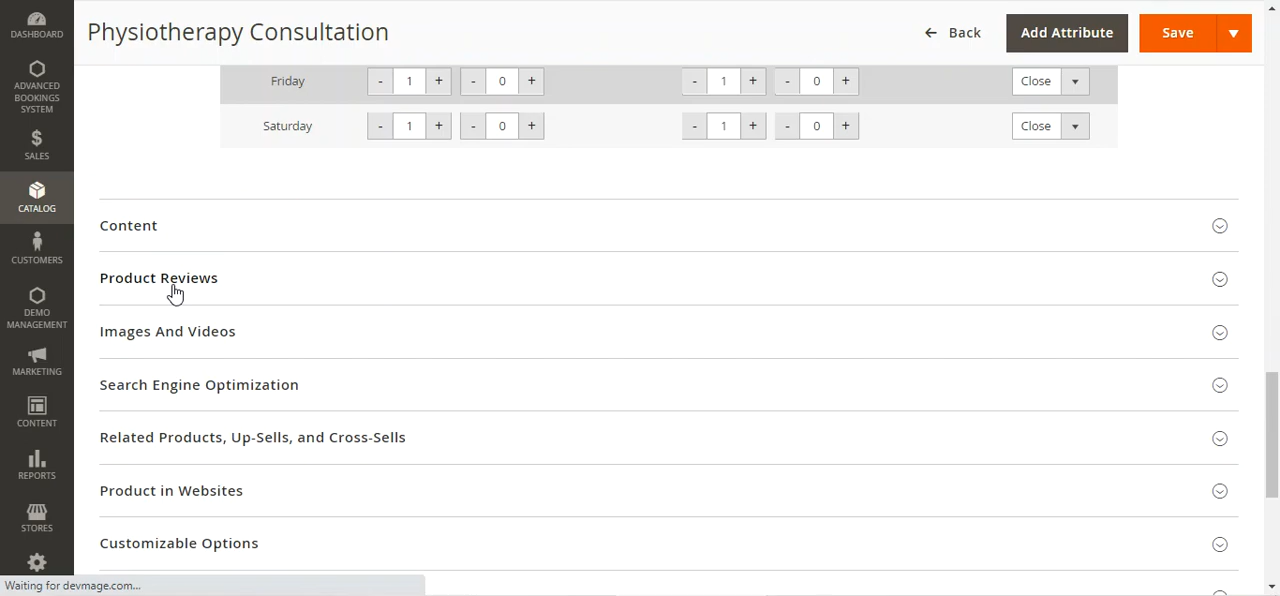 Physiotherapy Consultation
Back
Add Attribute
Save
DASHBOARD
ADVANCED
BOOKINGS
SYSTEM
SALES
CATALOG
CUSTOMERS
DEMO
MANAGEMENT
MARKETING
CONTENT
REPORTS
STORES
Friday - 1 + - 0 + - 1 + - 0 + Close
Saturday - 1 + - 0 + - 1 + - 0 + Close
Content
Product Reviews
Images And Videos
Search Engine Optimization
Related Products, Up-Sells, and Cross-Sells
Product in Websites
Customizable Options
Waiting for devmage.com...